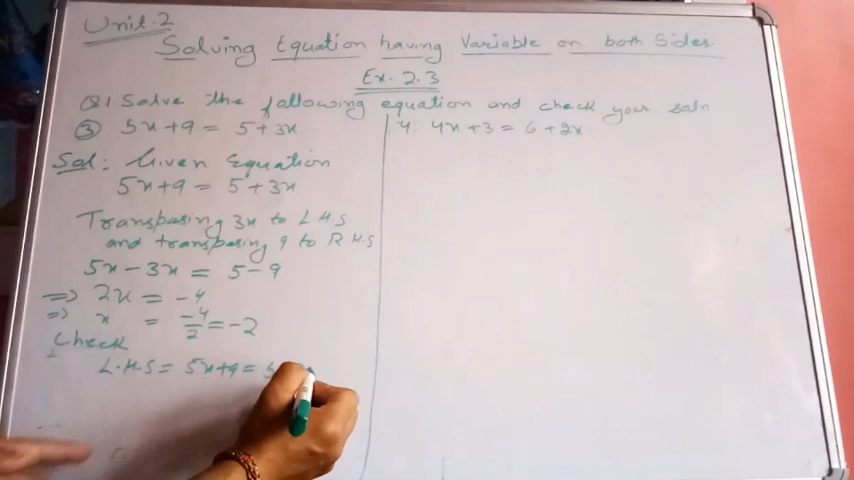 Unit-2
Solving Equation having Variable on both Sides.
Ex. 2.3
Q1 Solve the following equation and check your soln
③ 5x+9 = 5+3x
Sol: Given Equation
5x+9 = 5+3x
Transposing 3x to L.H.S
and transposing 9 to R.H.S
5x-3x = 5-9
=> 2x = -4
=> x = -4/2 = -2
Check
L.H.S = 5x+9 = 5
4. 4x+3 = 6+2x